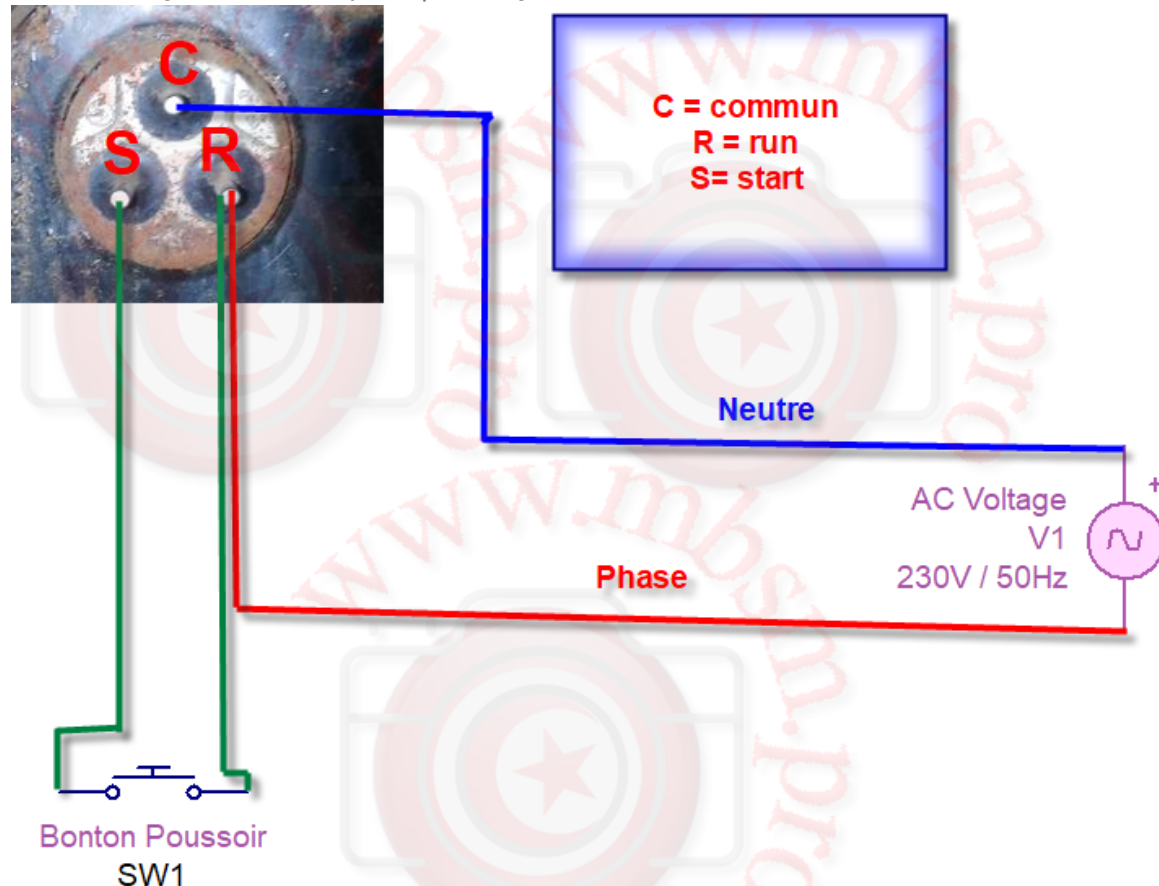 C
S R
C = commun
R = run
S= start
Neutre
AC Voltage
V1
230V / 50Hz
+
Phase
Bonton Poussoir
SW1
www.mbsm.pro
www.mbsm.pro
www.mbsm.pro